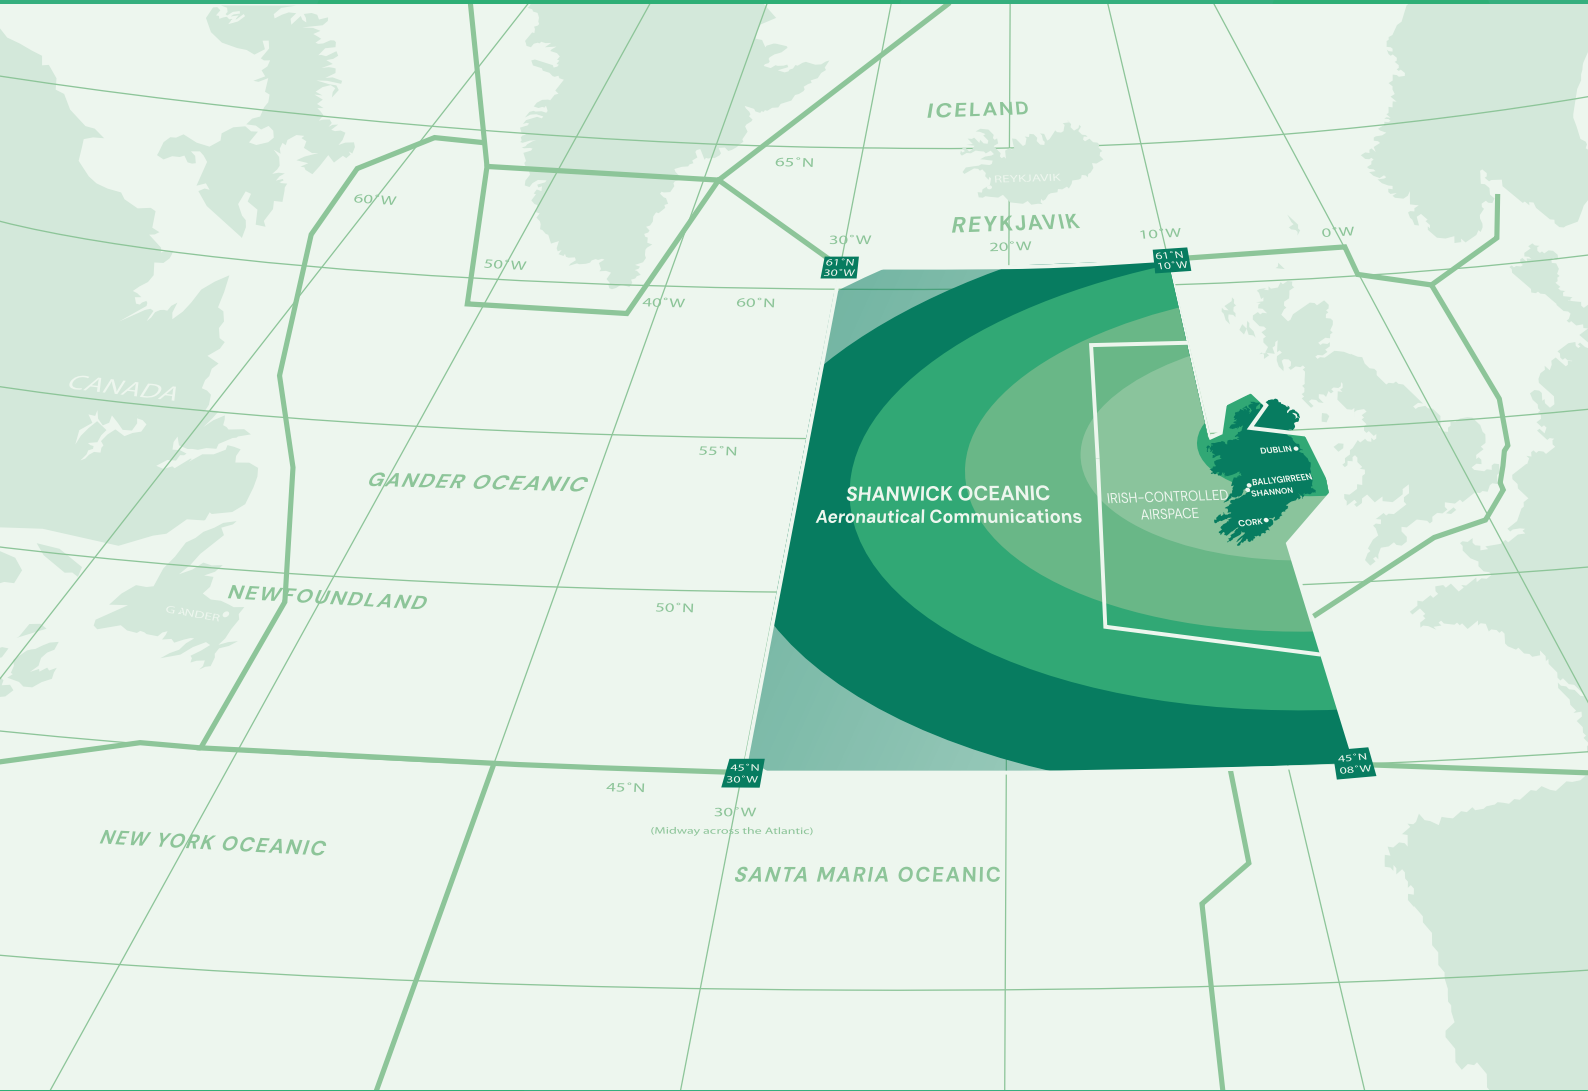 ICELAND
65°N
REYKJAVIK
60°W
REYKJAVIK
30°W
20°W
10°W
0°W
61°N
30°W
61°N
10°W
50°W
40°W
60°N
CANADA
55°N
DUBLIN
GANDER OCEANIC
SHANWICK OCEANIC
Aeronautical Communications
IRISH-CONTROLLED
AIRSPACE
BALLYGIRREEN
SHANNON
CORK
NEWFOUNDLAND
GANDER
50°N
45°N
30°W
45°N
08°W
45°N
30°W
(Midway across the Atlantic)
NEW YORK OCEANIC
SANTA MARIA OCEANIC